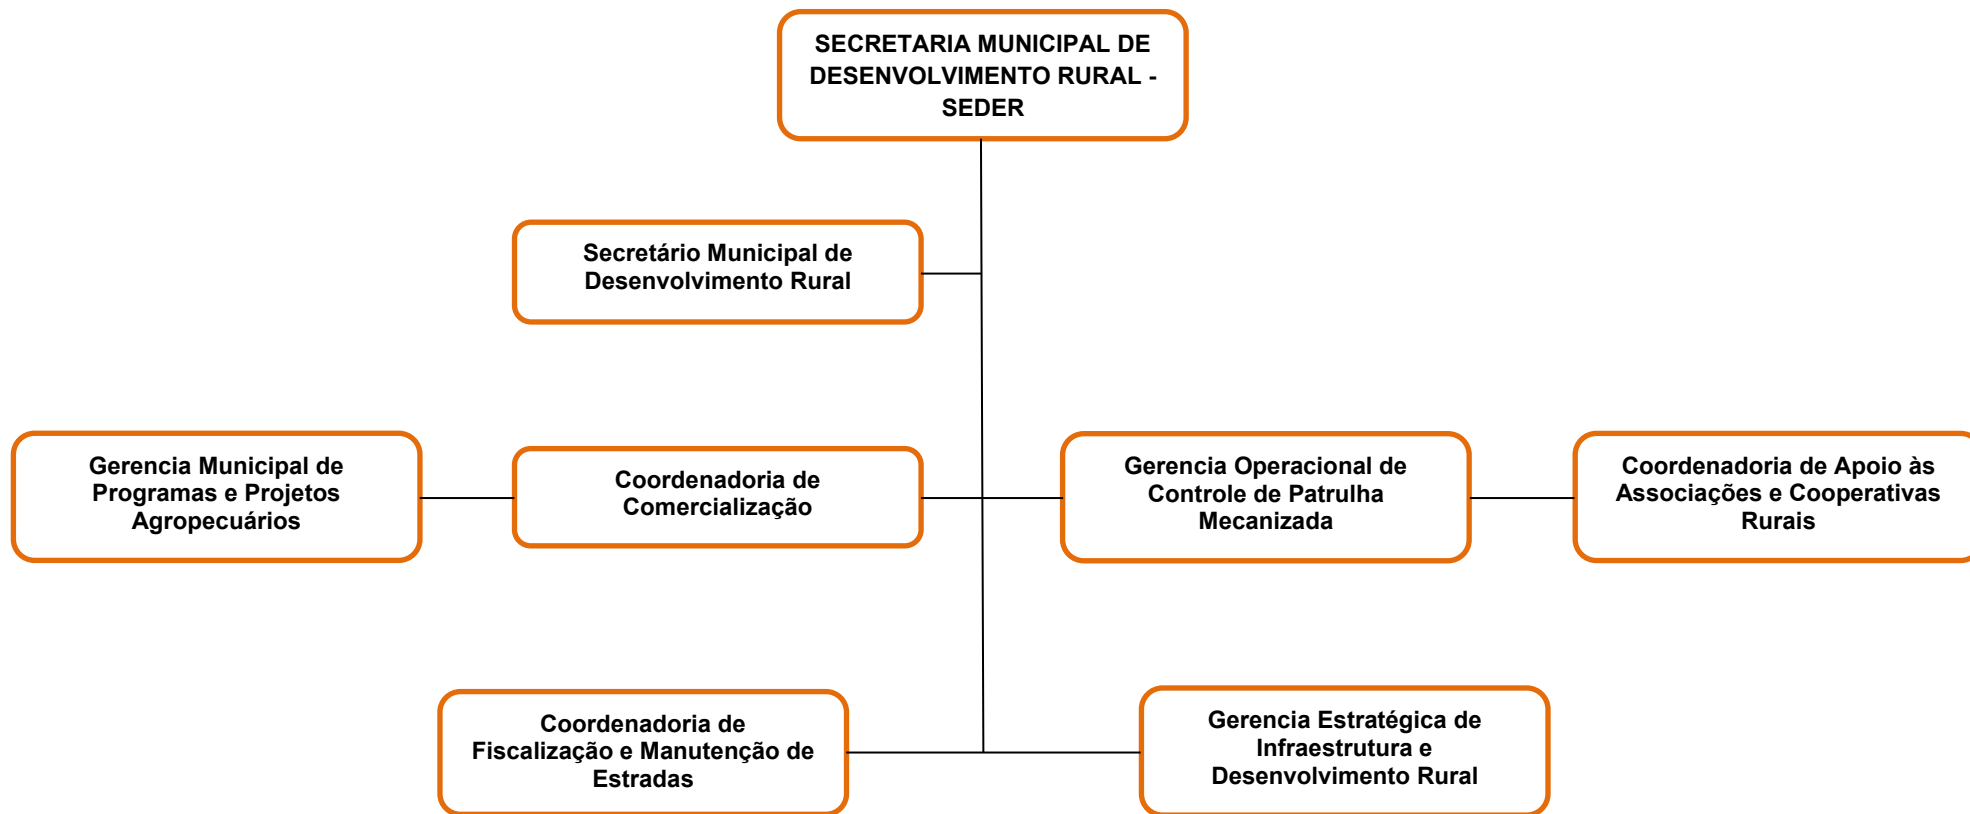 SECRETARIA MUNICIPAL DE
DESENVOLVIMENTO RURAL -
SEDER
Secretário Municipal de
Desenvolvimento Rural
Gerencia Municipal de
Programas e Projetos
Agropecuários
Coordenadoria de
Comercialização
Gerencia Operacional de
Controle de Patrulha
Mecanizada
Coordenadoria de Apoio às
Associações e Cooperativas
Rurais
Coordenadoria de
Fiscalização e Manutenção de
Estradas
Gerencia Estratégica de
Infraestrutura e
Desenvolvimento Rural